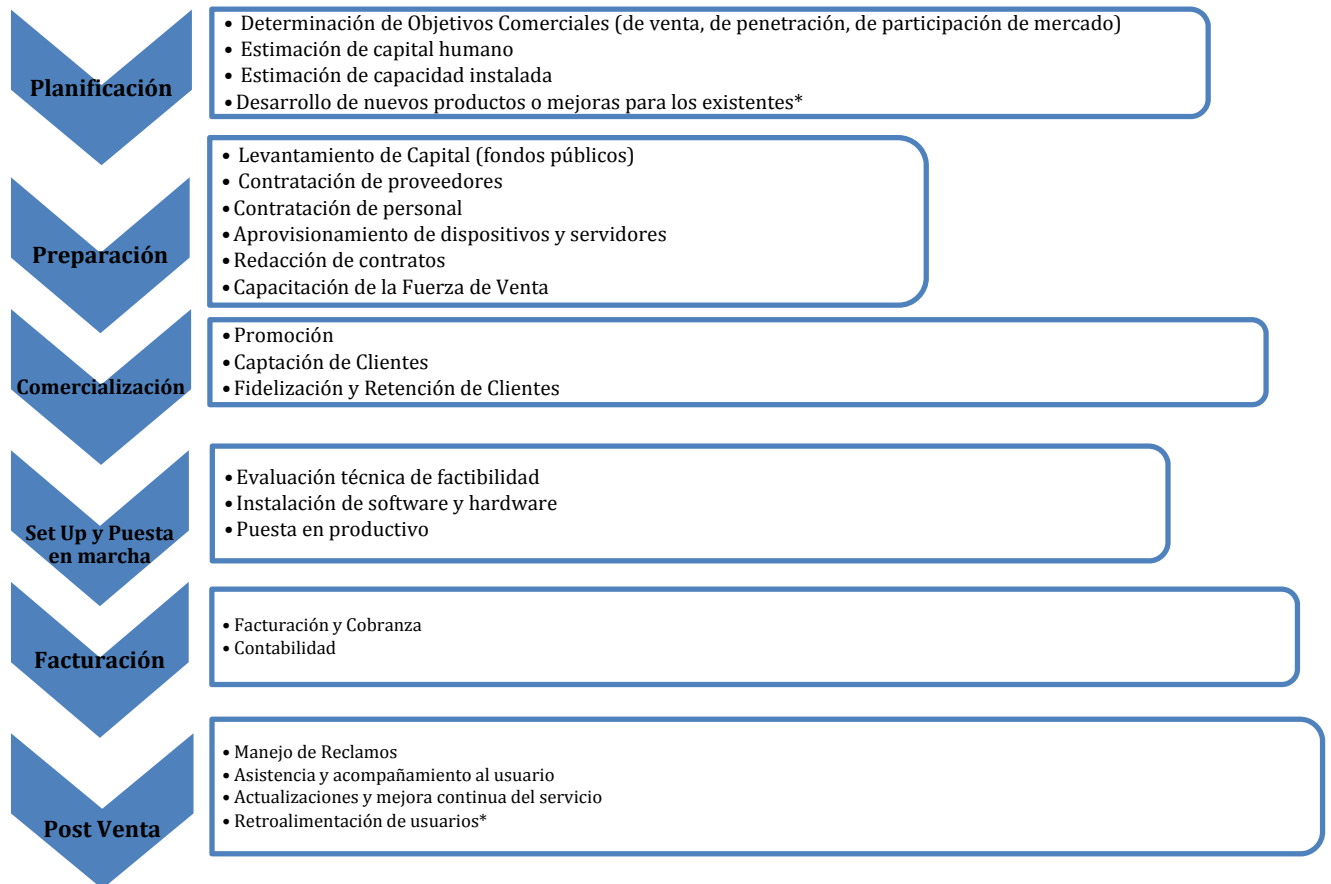 Planificación
• Determinación de Objetivos Comerciales (de venta, de penetración, de participación de mercado)
• Estimación de capital humano
• Estimación de capacidad instalada
• Desarrollo de nuevos productos o mejoras para los existentes*
Preparación
• Levantamiento de Capital (fondos públicos)
• Contratación de proveedores
• Contratación de personal
• Aprovisionamiento de dispositivos y servidores
• Redacción de contratos
• Capacitación de la Fuerza de Venta
Comercialización
• Promoción
• Captación de Clientes
• Fidelización y Retención de Clientes
Set Up y Puesta
en marcha
• Evaluación técnica de factibilidad
• Instalación de software y hardware
• Puesta en productivo
Facturación
• Facturación y Cobranza
• Contabilidad
Post Venta
• Manejo de Reclamos
• Asistencia y acompañamiento al usuario
• Actualizaciones y mejora continua del servicio
• Retroalimentación de usuarios*